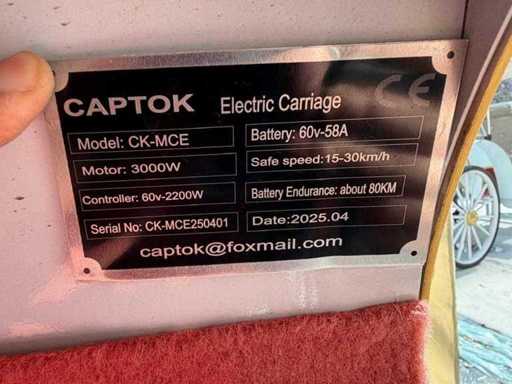 CAPTOK Electric Carriage CE
Model: CK-MCE
Battery: 60v-58A
Motor: 3000W
Safe speed:15-30km/h
Controller: 60v-2200W
Battery Endurance: about 80KM
Serial No: CK-MCE250401
Date:2025.04
captok@foxmail.com